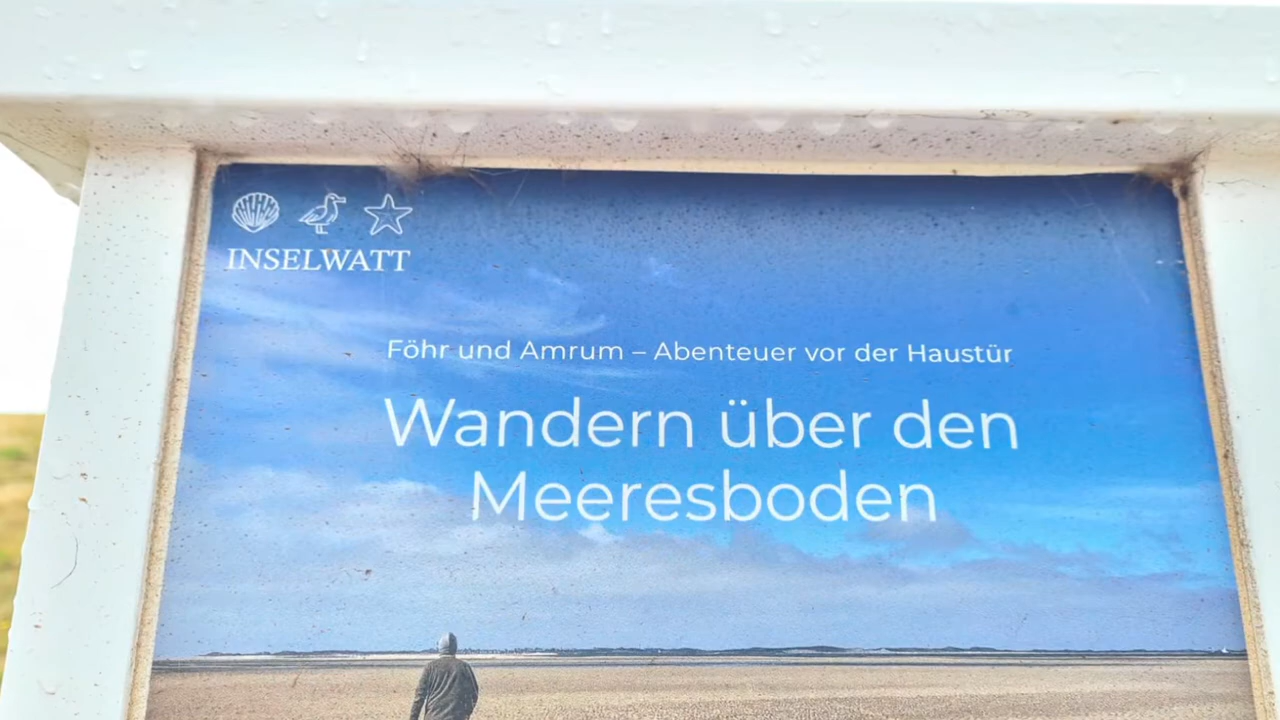 INSELWATT
Föhr und Amrum – Abenteuer vor der Haustür
Wandern über den
Meeresboden